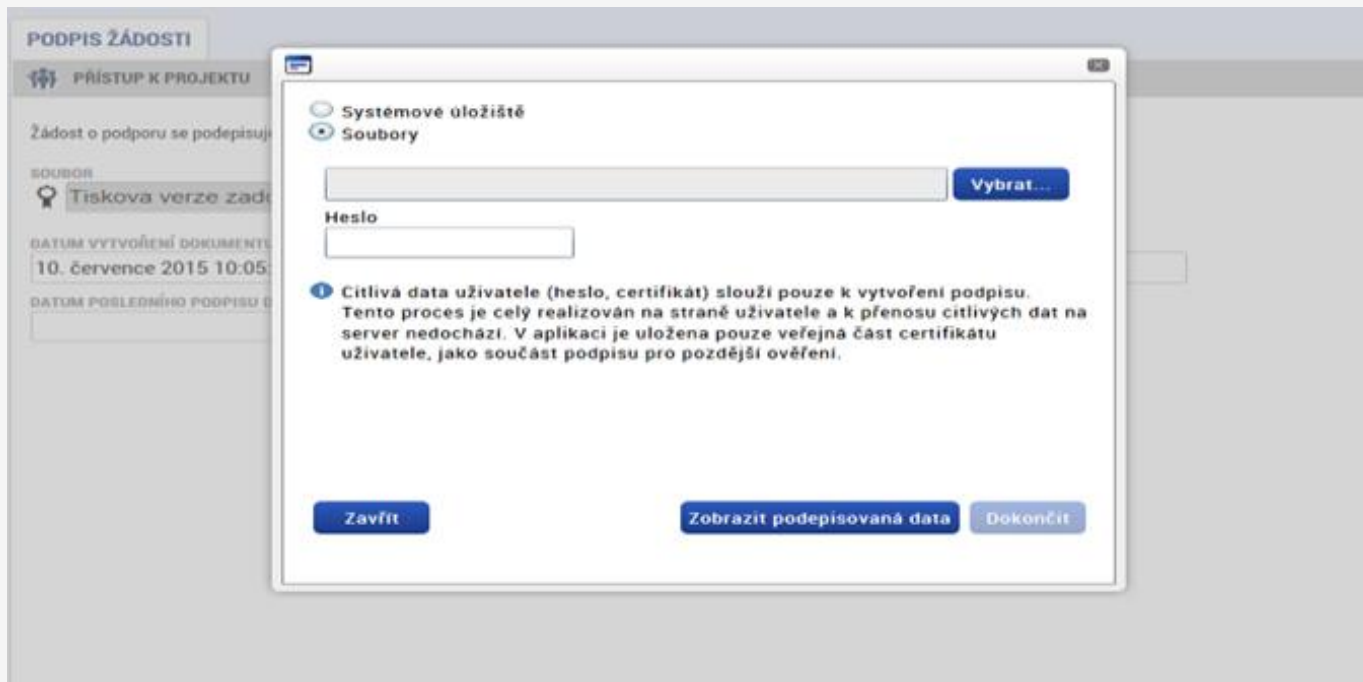 PODPIS ŽÁDOSTI
PŘÍSTUP K PROJEKTU
Žádost o podporu se podepisuj
SOUBOR
Tiskova verze zado
DATUM VYTVOŘENÍ DOKUMENTU
10. července 2015 10:05:
DATUM POSLEDNÍHO PODPISU D
Systémové úložiště
Soubory
Vybrat...
Heslo
Citlivá data uživatele (heslo, certifikát) slouží pouze k vytvoření podpisu.
Tento proces je celý realizován na straně uživatele a k přenosu citlivých dat na
server nedochází. V aplikaci je uložena pouze veřejná část certifikátu
uživatele, jako součást podpisu pro pozdější ověření.
Zavřít
Zobrazit podepisovaná data
Dokončit